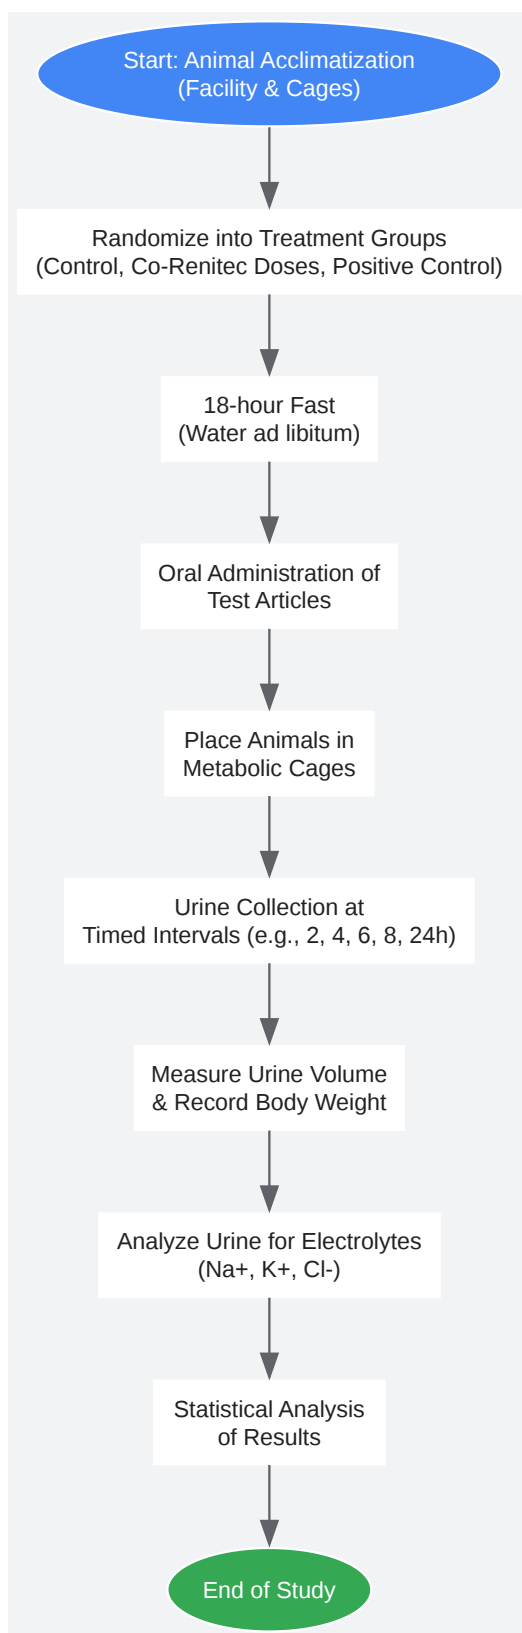 Start: Animal Acclimatization
(Facility & Cages)
Randomize into Treatment Groups
(Control, Co-Renitec Doses, Positive Control)
18-hour Fast
(Water ad libitum)
Oral Administration of
Test Articles
Place Animals in
Metabolic Cages
Urine Collection at
Timed Intervals (e.g., 2, 4, 6, 8, 24h)
Measure Urine Volume
& Record Body Weight
Analyze Urine for Electrolytes
(Na+, K+, Cl-)
Statistical Analysis
of Results
End of Study